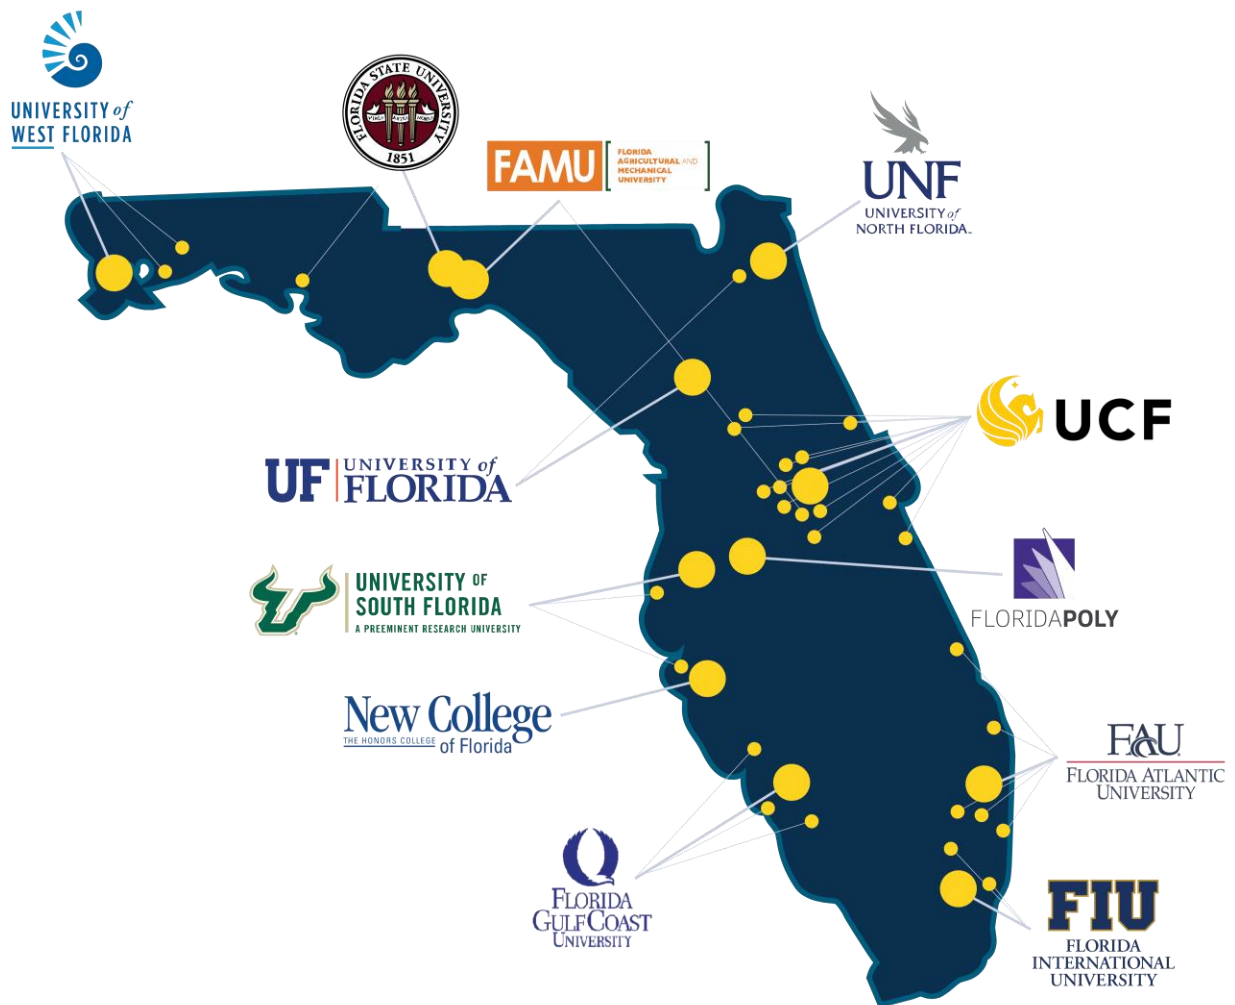 UNIVERSITY of
WEST FLORIDA
FLORIDA STATE UNIVERSITY
1851
FAMU
FLORIDA
AGRICULTURAL AND
MECHANICAL
UNIVERSITY
UNF
UNIVERSITY of
NORTH FLORIDA
UCF
UF
UNIVERSITY of
FLORIDA
UNIVERSITY OF
SOUTH FLORIDA
A PREEMINENT RESEARCH UNIVERSITY
FLORIDAPOLY
New College
THE HONORS COLLEGE
of Florida
FAU
FLORIDA ATLANTIC
UNIVERSITY
FLORIDA
GULF COAST
UNIVERSITY
FIU
FLORIDA
INTERNATIONAL
UNIVERSITY